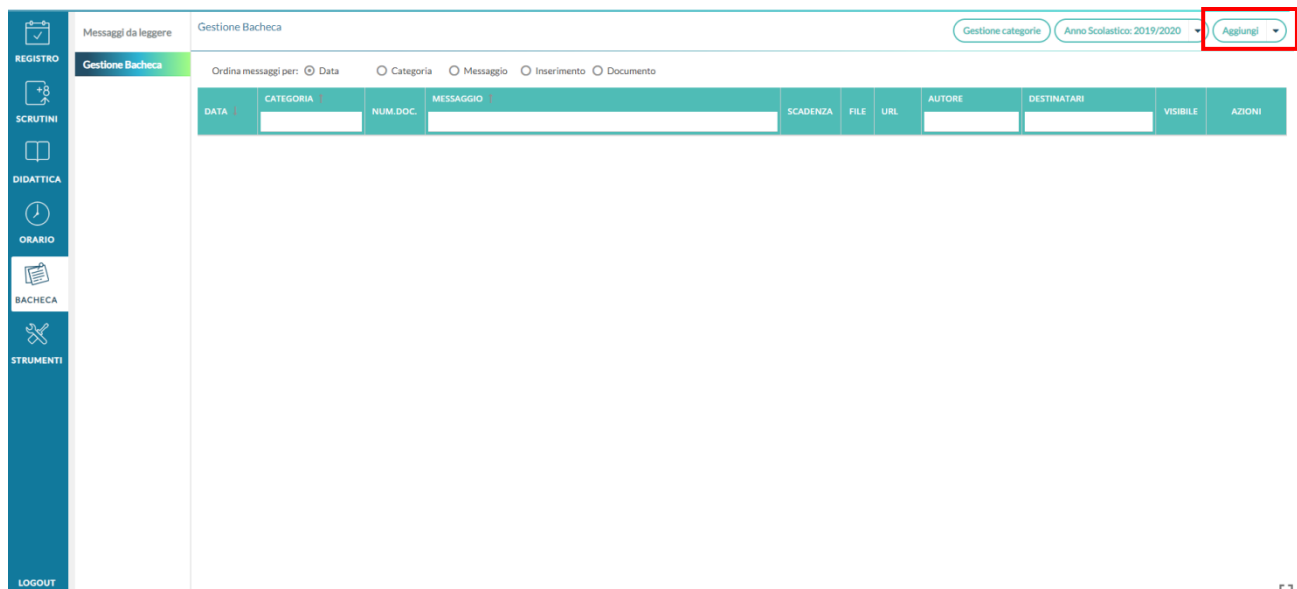 REGISTRO
SCRUTINI
DIDATTICA
ORARIO
BACHECA
STRUMENTI
LOGOUT
Messaggi da leggere
Gestione Bacheca
Gestione Bacheca
Gestione categorie
Anno Scolastico: 2019/2020
Aggiungi
Ordina messaggi per: Data Categoria Messaggio Inserimento Documento
DATA CATEGORIA NUM.DOC. MESSAGGIO SCADENZA FILE URL AUTORE DESTINATARI VISIBILE AZIONI
+8